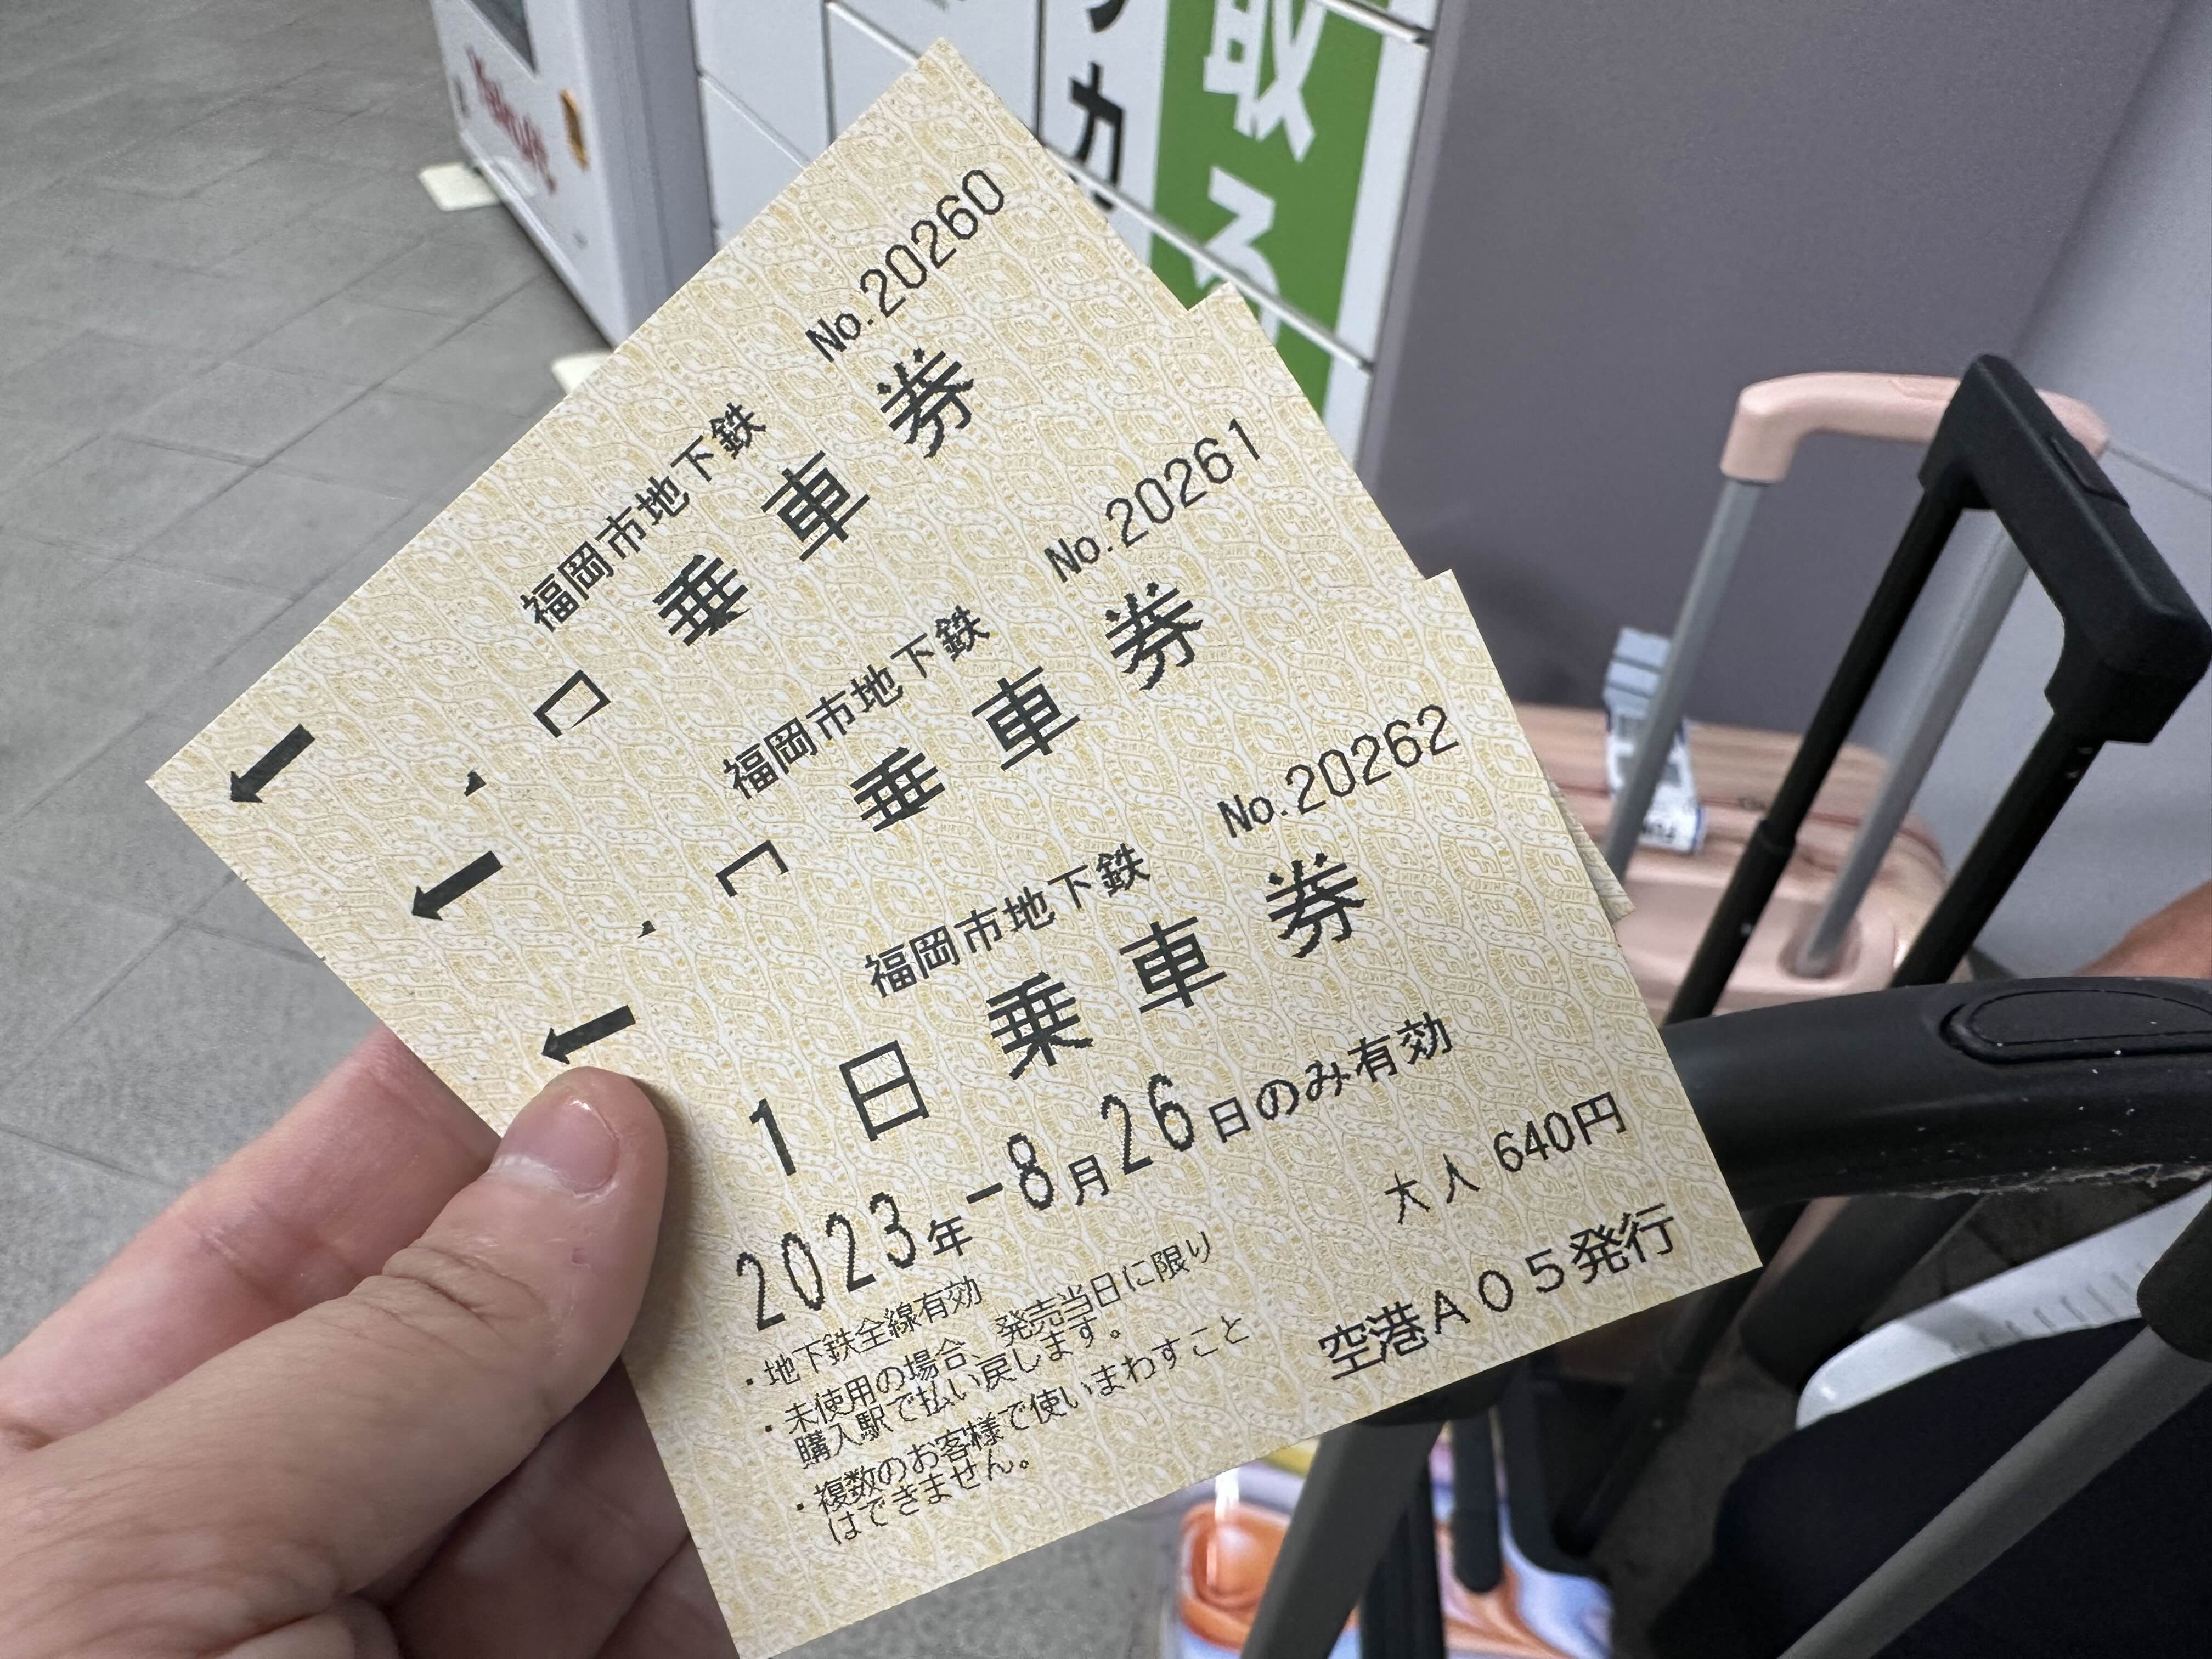 取る
カ
No.20260
福岡市地下鉄
乗車券
No.20261
福岡市地下鉄
乗車券
No.20262
福岡市地下鉄
1日乗車券
2023年-8月26日のみ有効
大人 640円
・地下鉄全線有効
・未使用の場合、発売当日に限り
購入駅で払い戻します。
・複数のお客様で使いまわすこと
はできません。
空港A05発行